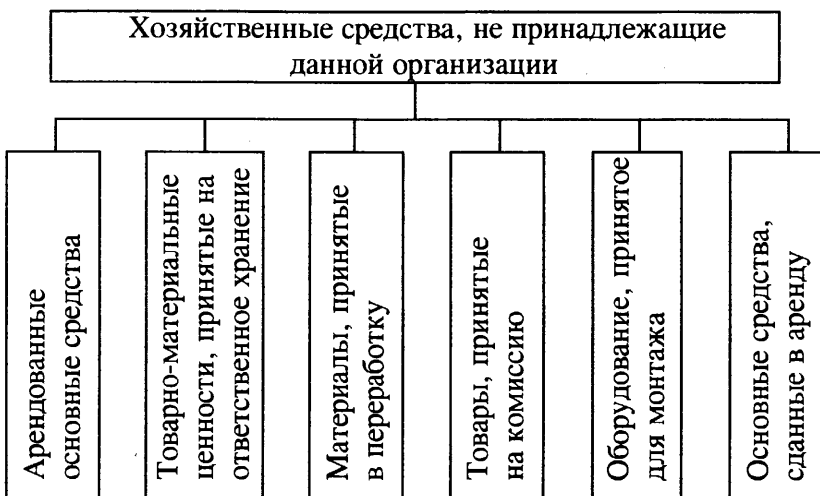 Хозяйственные средства, не принадлежащие
данной организации
Арендованные
основные средства
Товарно-материальные
ценности, принятые на
ответственное хранение
Материалы, принятые
в переработку
Товары, принятые
на комиссию
Оборудование, принятое
для монтажа
Основные средства,
сданные в аренду